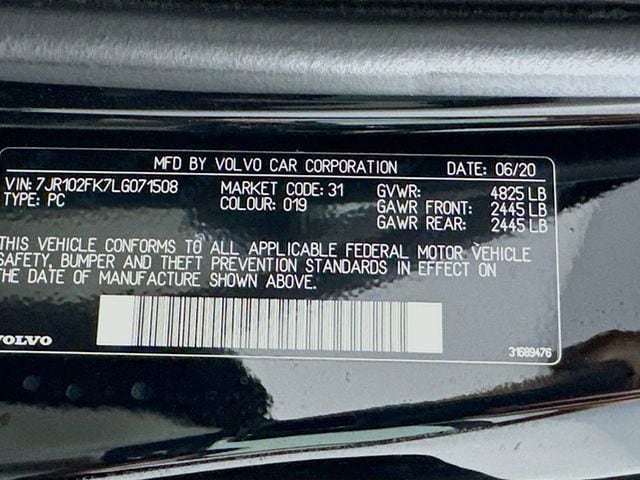 MFD BY VOLVO CAR CORPORATION DATE: 06/20
VIN: 7JR102FK7LG071508 MARKET CODE: 31 GVWR: 4825 LB
TYPE: PC COLOUR: 019 GAWR FRONT: 2445 LB
GAWR REAR: 2445 LB
THIS VEHICLE CONFORMS TO ALL APPLICABLE FEDERAL MOTOR VEHICLE
SAFETY, BUMPER AND THEFT PREVENTION STANDARDS IN EFFECT ON
THE DATE OF MANUFACTURE SHOWN ABOVE.
VOLVO 31689476